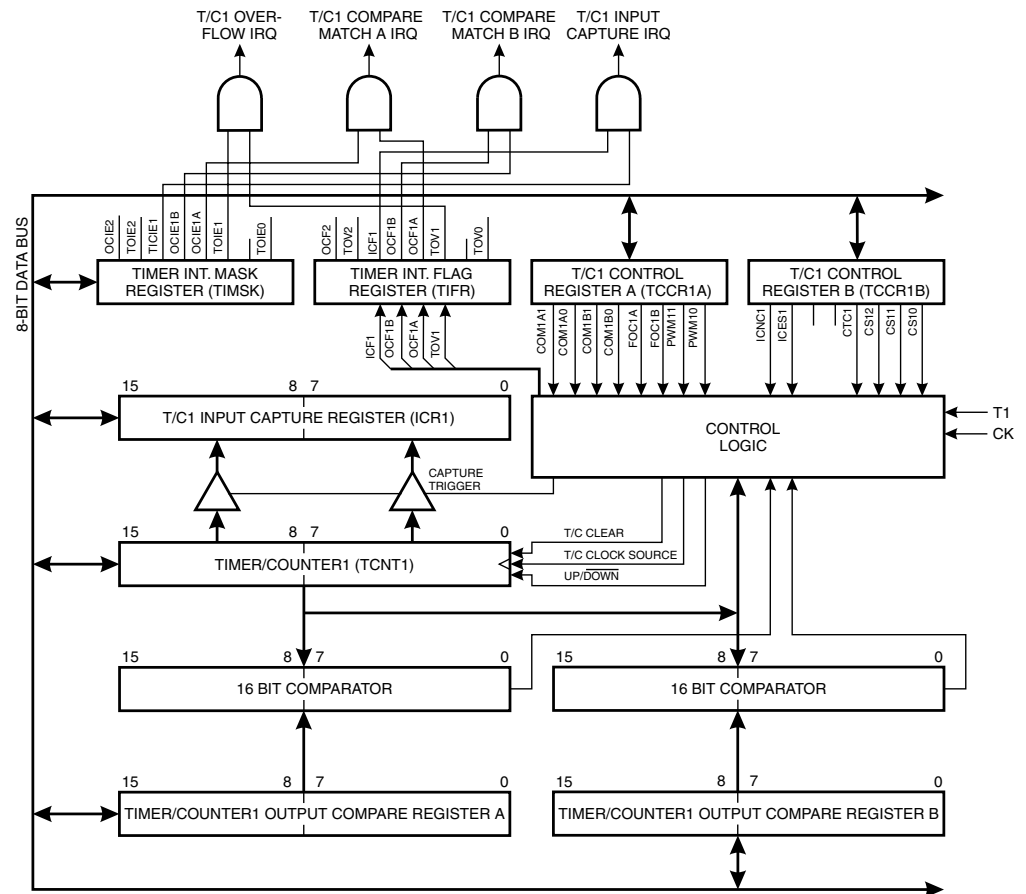 T/C1 OVER-
FLOW IRQ
T/C1 COMPARE
MATCH A IRQ
T/C1 COMPARE
MATCH B IRQ
T/C1 INPUT
CAPTURE IRQ
8-BIT DATA BUS
OCIE2
TOIE2
TICIE1
OCIE1B
OCIE1A
TOIE1
TOIE0
OCF2
TOV2
ICF1
OCF1B
OCF1A
TOV1
TOV0
TIMER INT. MASK
REGISTER (TIMSK)
TIMER INT. FLAG
REGISTER (TIFR)
T/C1 CONTROL
REGISTER A (TCCR1A)
T/C1 CONTROL
REGISTER B (TCCR1B)
ICF1
OCF1B
OCF1A
TOV1
COM1A1
COM1A0
COM1B1
COM1B0
FOC1A
FOC1B
PWM11
PWM10
ICNC1
ICES1
CTC1
CS12
CS11
CS10
15 8 7 0
T/C1 INPUT CAPTURE REGISTER (ICR1)
CONTROL
LOGIC
T1
CK
CAPTURE
TRIGGER
15 8 7 0
TIMER/COUNTER1 (TCNT1)
T/C CLEAR
T/C CLOCK SOURCE
UP/DOWN
15 8 7 0
16 BIT COMPARATOR
15 8 7 0
16 BIT COMPARATOR
15 8 7 0
TIMER/COUNTER1 OUTPUT COMPARE REGISTER A
15 8 7 0
TIMER/COUNTER1 OUTPUT COMPARE REGISTER B